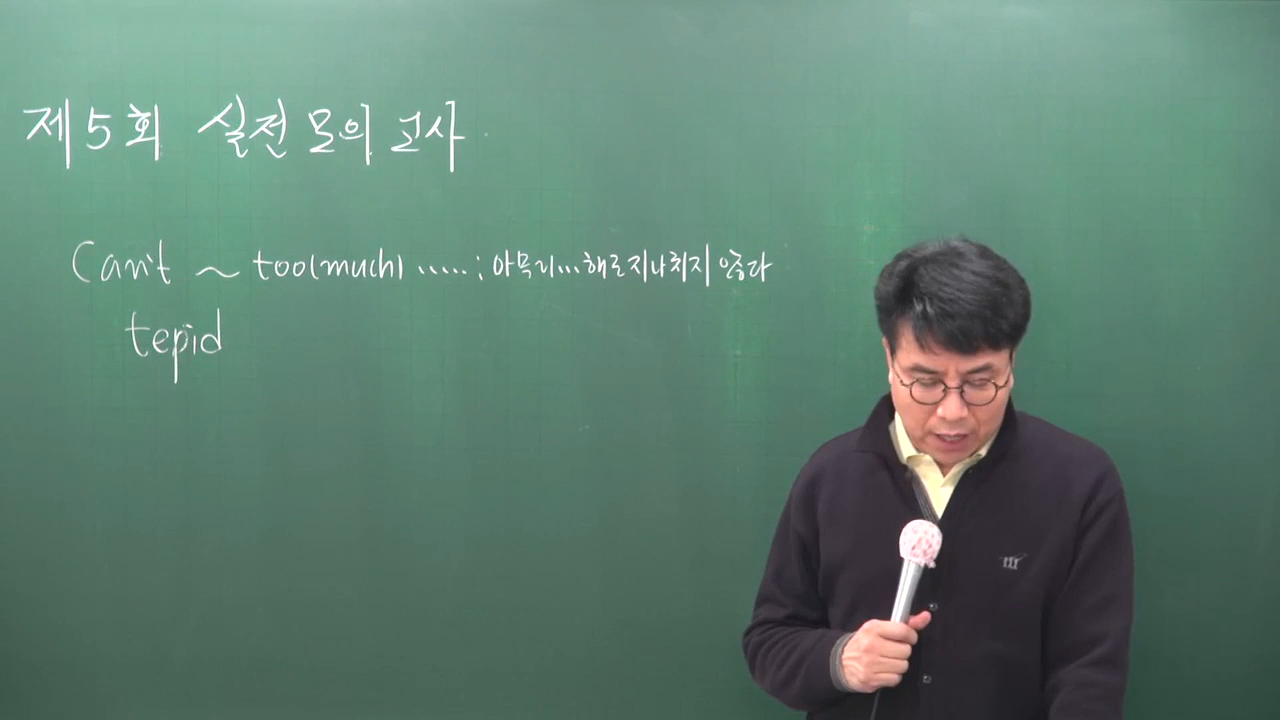 제5회 실전모의고사
Can't ~ too(much) ..... ; 아무리...해도지나치지 않다
tepid